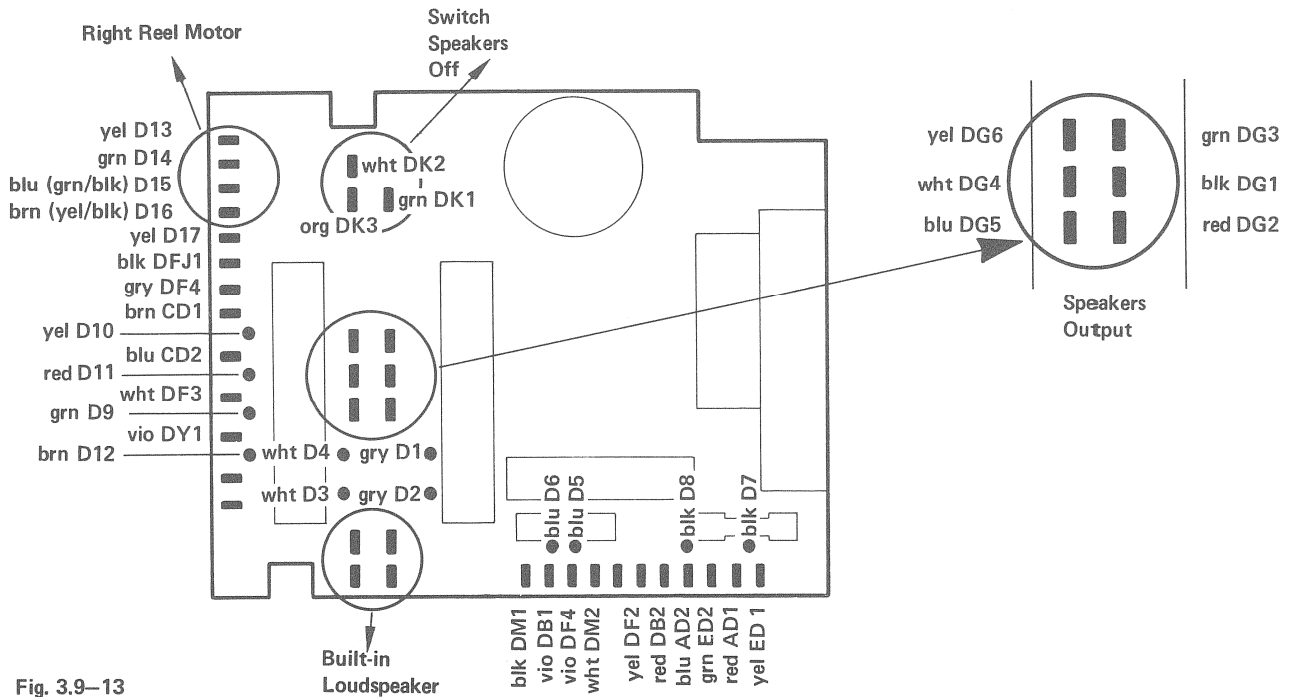 Right Reel Motor
Switch
Speakers
Off
yel D13
grn D14
blu (grn/blk) D15
brn (yel/blk) D16
yel D17
blk DFJ1
gry DF4
brn CD1
yel D10
blu CD2
red D11
wht DF3
grn D9
vio DY1
brn D12
wht DK2
grn DK1
org DK3
wht D4
gry D1
wht D3
gry D2
blu D6
blu D5
blk D8
blk D7
yel DG6
grn DG3
wht DG4
blk DG1
blu DG5
red DG2
Speakers
Output
blk DM1
vio DB1
vio DF4
wht DM2
yel DF2
red DB2
blu AD2
grn ED2
red AD1
yel ED 1
Built-in
Loudspeaker
Fig. 3.9–13